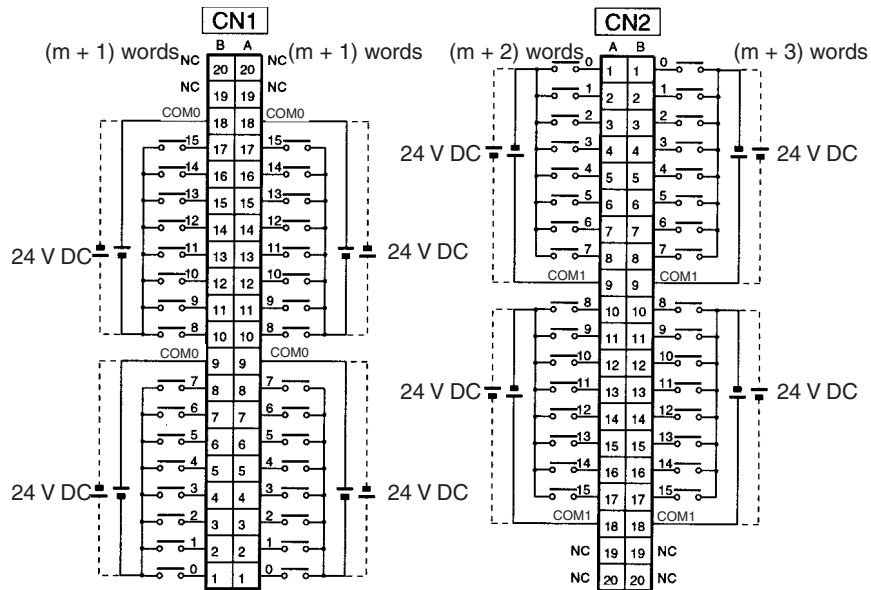 CN1
(m + 1) words B A (m + 1) words
NC 20 20 NC
NC 19 19 NC
COM0 18 18 COM0
15 17 17 15
14 16 16 14
13 15 15 13
12 14 14 12
24 V DC 11 13 13 11 24 V DC
10 12 12 10
9 11 11 9
8 10 10 8
COM0 9 9 COM0
7 8 8 7
6 7 7 6
5 6 6 5
4 5 5 4
24 V DC 3 4 4 3 24 V DC
2 3 3 2
1 2 2 1
0 1 1 0
CN2
(m + 2) words A B (m + 3) words
0 1 1 0
1 2 2 1
2 3 3 2
24 V DC 3 4 4 3 24 V DC
4 5 5 4
5 6 6 5
6 7 7 6
7 8 8 7
COM1 9 9 COM1
8 10 10 8
9 11 11 9
10 12 12 10
24 V DC 11 13 13 11 24 V DC
12 14 14 12
13 15 15 13
14 16 16 14
15 17 17 15
COM1 18 18 COM1
NC 19 19 NC
NC 20 20 NC